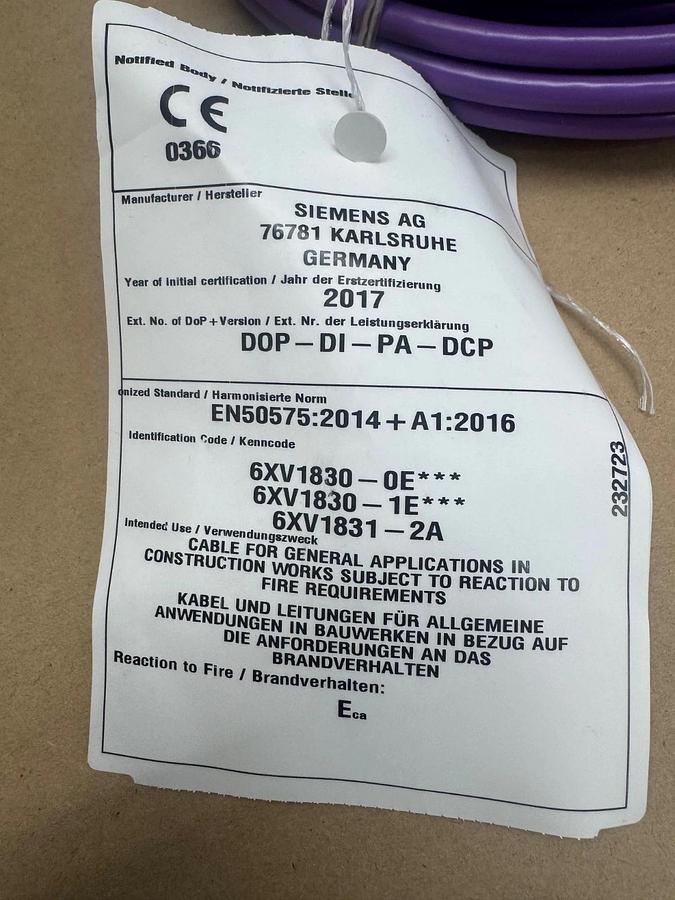 Notified Body / Notifizierte Stelle
CE
0366
Manufacturer / Hersteller
SIEMENS AG
76781 KARLSRUHE
GERMANY
Year of initial certification / Jahr der Erstzertifizierung
2017
Ext. No. of DoP+Version / Ext. Nr. der Leistungserklärung
DOP-DI-PA-DCP
onized Standard / Harmonisierte Norm
EN50575:2014+A1:2016
Identification Code / Kenncode
6XV1830-0E***
6XV1830-1E***
6XV1831-2A
232723
Intended Use / Verwendungszweck
CABLE FOR GENERAL APPLICATIONS IN
CONSTRUCTION WORKS SUBJECT TO REACTION TO
FIRE REQUIREMENTS
KABEL UND LEITUNGEN FÜR ALLGEMEINE
ANWENDUNGEN IN BAUWERKEN IN BEZUG AUF
DIE ANFORDERUNGEN AN DAS
BRANDVERHALTEN
Reaction to Fire / Brandverhalten:
Eca